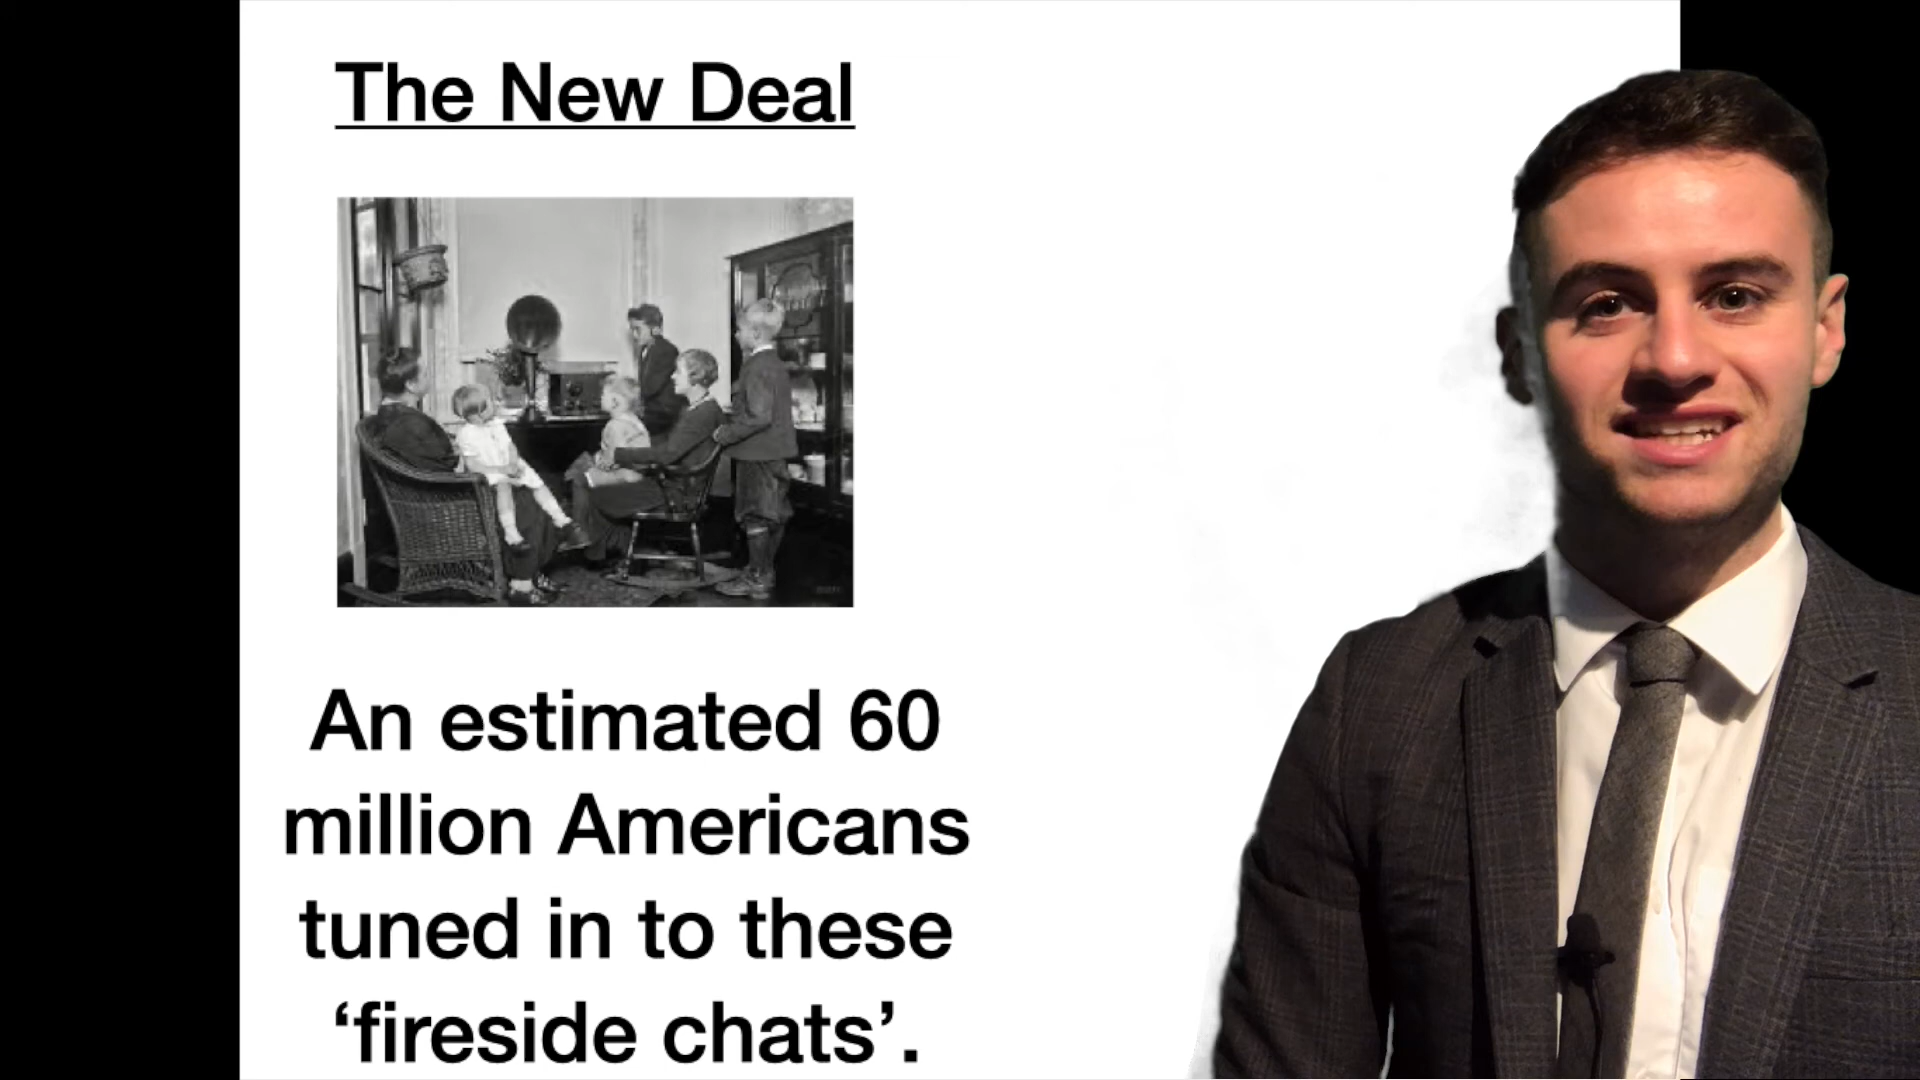 The New Deal
An estimated 60
million Americans
tuned in to these
‘fireside chats’.